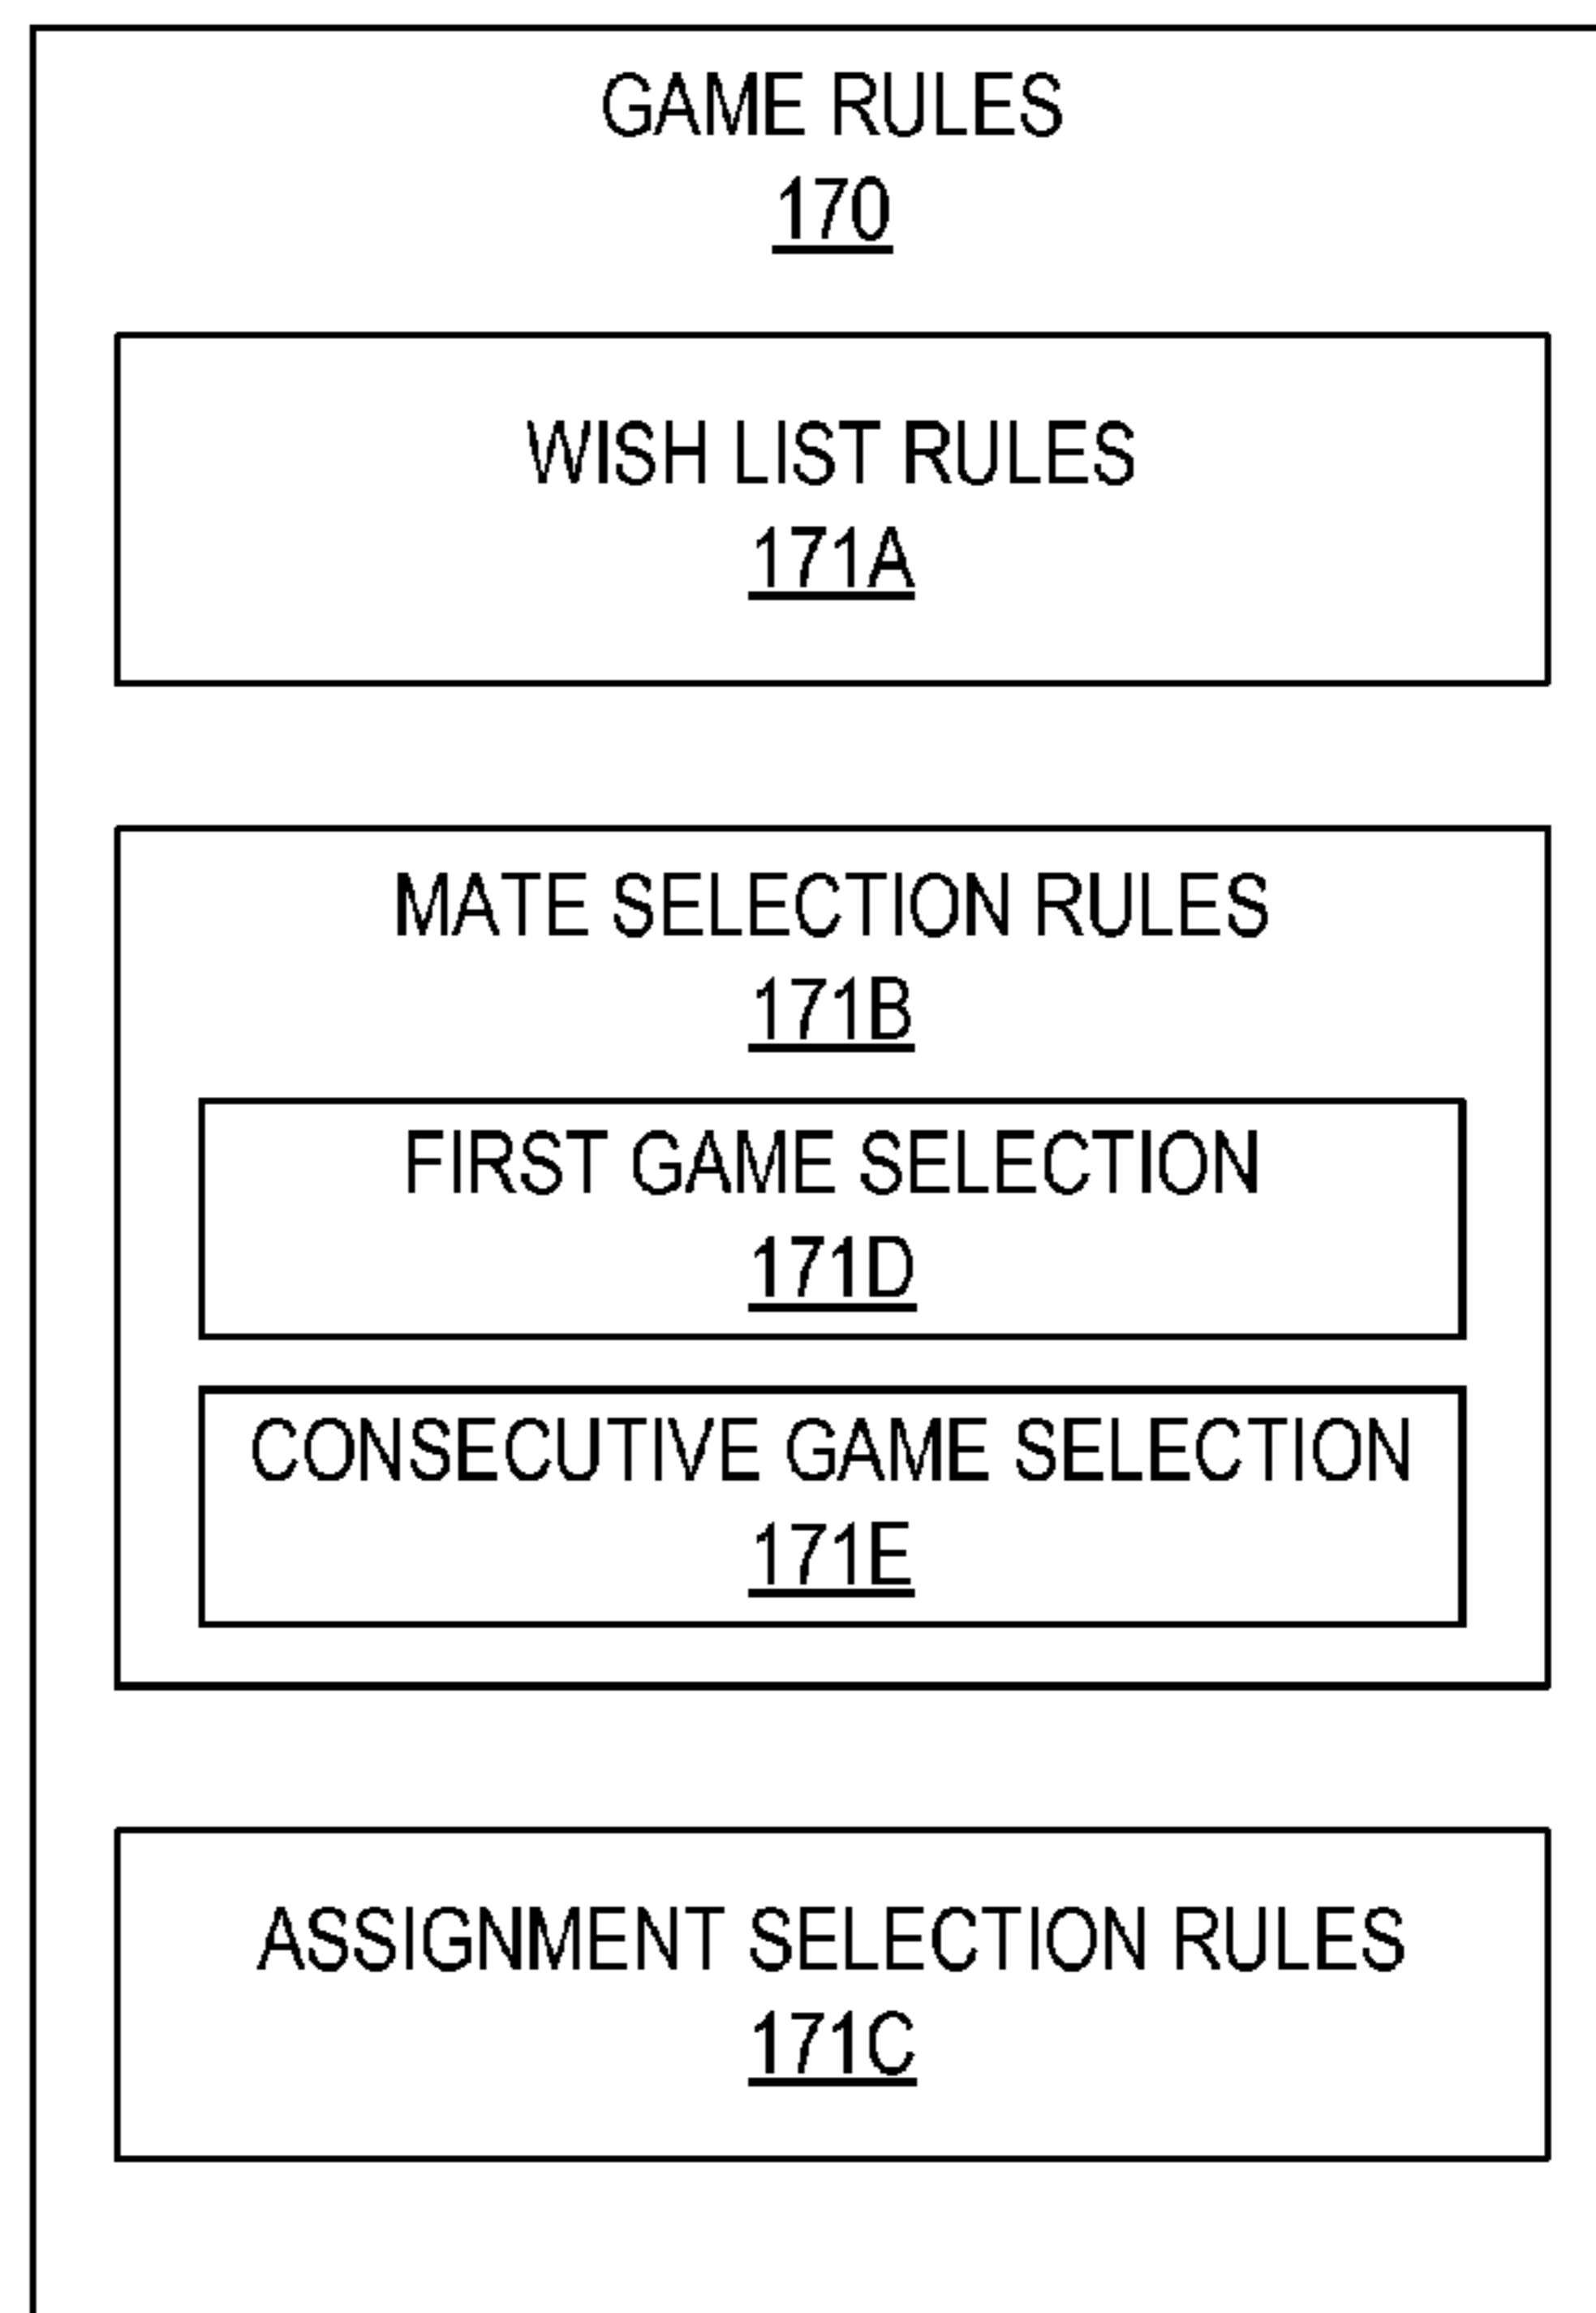 GAME RULES
170
WISH LIST RULES
171A
MATE SELECTION RULES
171B
FIRST GAME SELECTION
171D
CONSECUTIVE GAME SELECTION
171E
ASSIGNMENT SELECTION RULES
171C